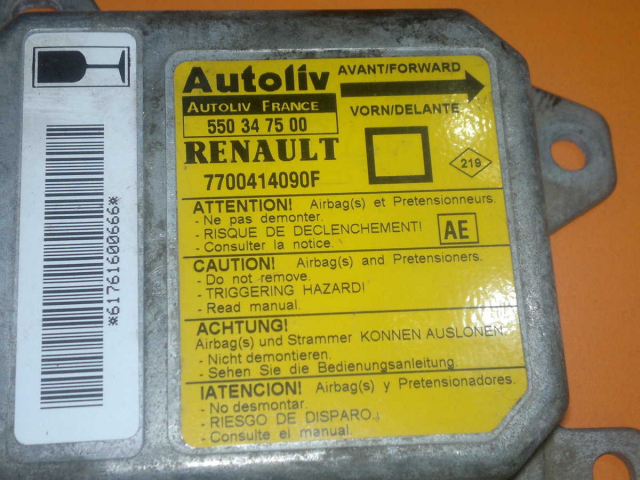 Autoliv
AUTOLIV FRANCE
550 34 75 00
AVANT/FORWARD
VORN/DELANTE
RENAULT
7700414090F
219
ATTENTION! Airbag(s) et Pretensionneurs.
- Ne pas demonter.
- RISQUE DE DECLENCHEMENT!
- Consulter la notice.
AE
CAUTION! Airbag(s) and Pretensioners.
- Do not remove.
- TRIGGERING HAZARD!
- Read manual.
ACHTUNG!
Airbag(s) und Strammer KONNEN AUSLONEN
- Nicht demontieren.
- Sehen Sie die Bedienungsanleitung.
!ATENCION! Airbag(s) y Pretensionadores.
- No desmontar.
- RIESGO DE DISPARO.
- Consulte el manual.
*61761600666*